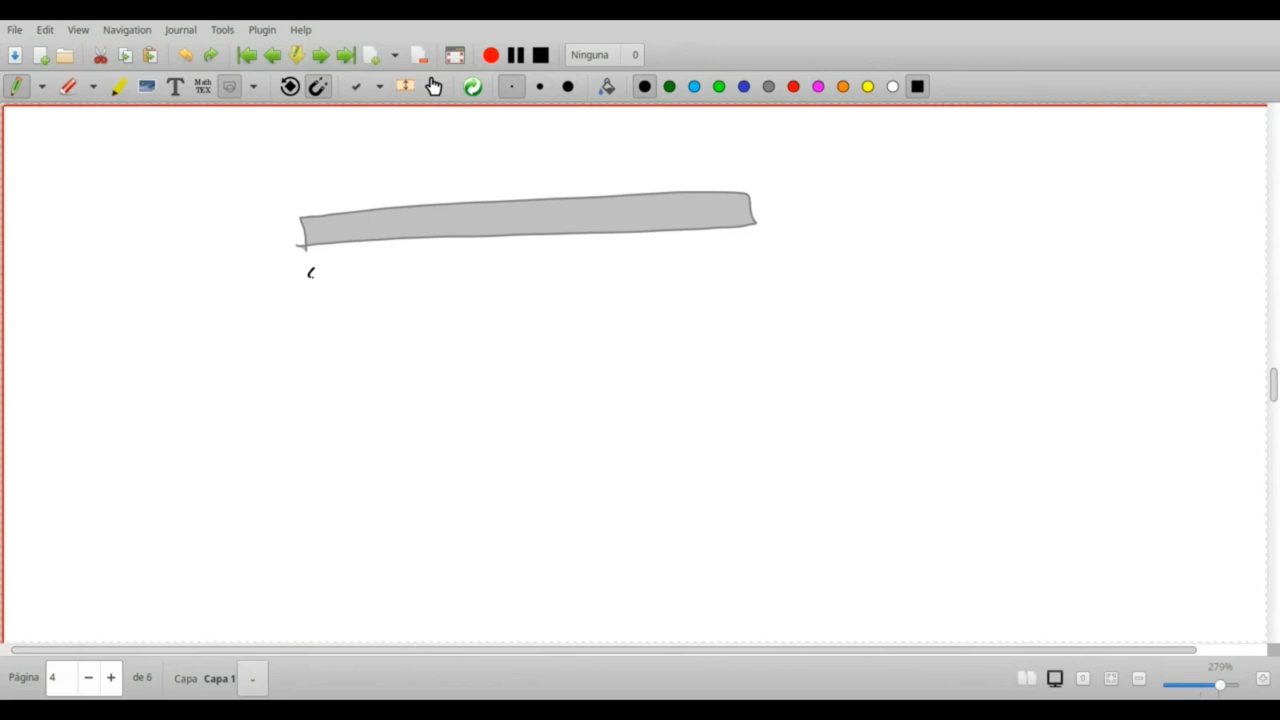 File Edit View Navigation Journal Tools Plugin Help
Ninguna 0
T Math TEX
Página 4 de 6 Capa Capa 1
279%